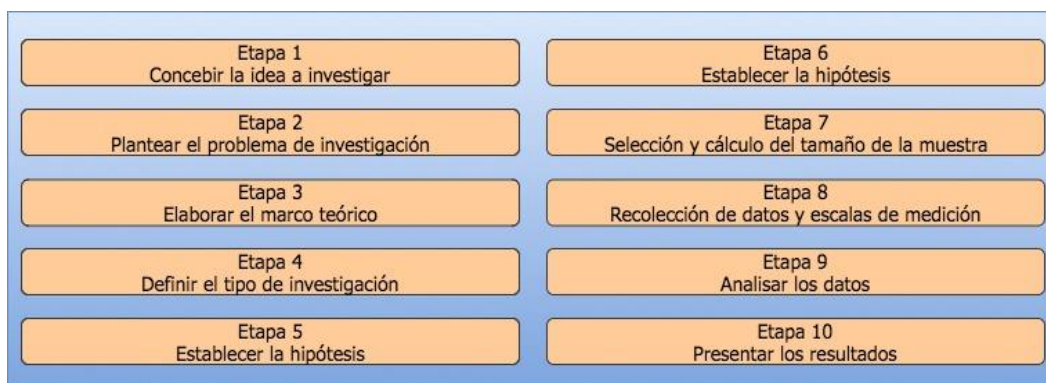 Etapa 1
Concebir la idea a investigar
Etapa 2
Plantear el problema de investigación
Etapa 3
Elaborar el marco teórico
Etapa 4
Definir el tipo de investigación
Etapa 5
Establecer la hipótesis
Etapa 6
Establecer la hipótesis
Etapa 7
Selección y cálculo del tamaño de la muestra
Etapa 8
Recolección de datos y escalas de medición
Etapa 9
Analisar los datos
Etapa 10
Presentar los resultados